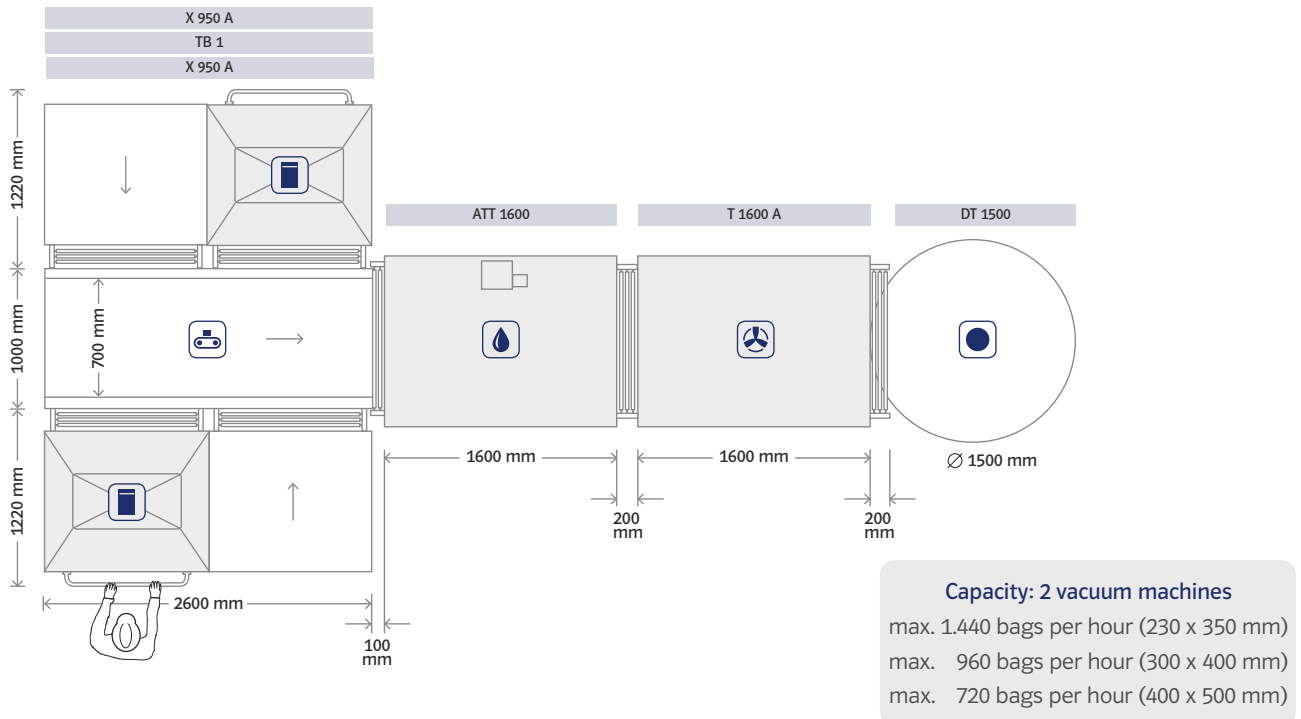 X 950 A
TB 1
X 950 A
1220 mm
ATT 1600
T 1600 A
DT 1500
1000 mm
700 mm
1220 mm
1600 mm
1600 mm
Ø 1500 mm
200
mm
200
mm
2600 mm
100
mm
Capacity: 2 vacuum machines
max. 1.440 bags per hour (230 x 350 mm)
max. 960 bags per hour (300 x 400 mm)
max. 720 bags per hour (400 x 500 mm)